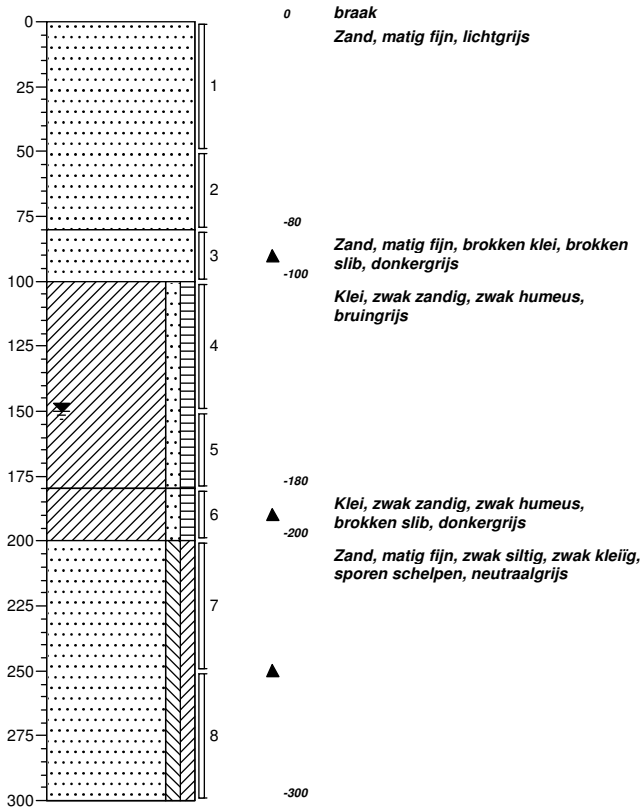 0
braak
Zand, matig fijn, lichtgrijs
0
25
50
75
100
125
150
175
200
225
250
275
300
1
2
3
4
5
6
7
8
-80
Zand, matig fijn, brokken klei, brokken
slib, donkergrijs
-100
Klei, zwak zandig, zwak humeus,
bruingrijs
-180
Klei, zwak zandig, zwak humeus,
brokken slib, donkergrijs
-200
Zand, matig fijn, zwak siltig, zwak kleiïg,
sporen schelpen, neutraalgrijs
-300